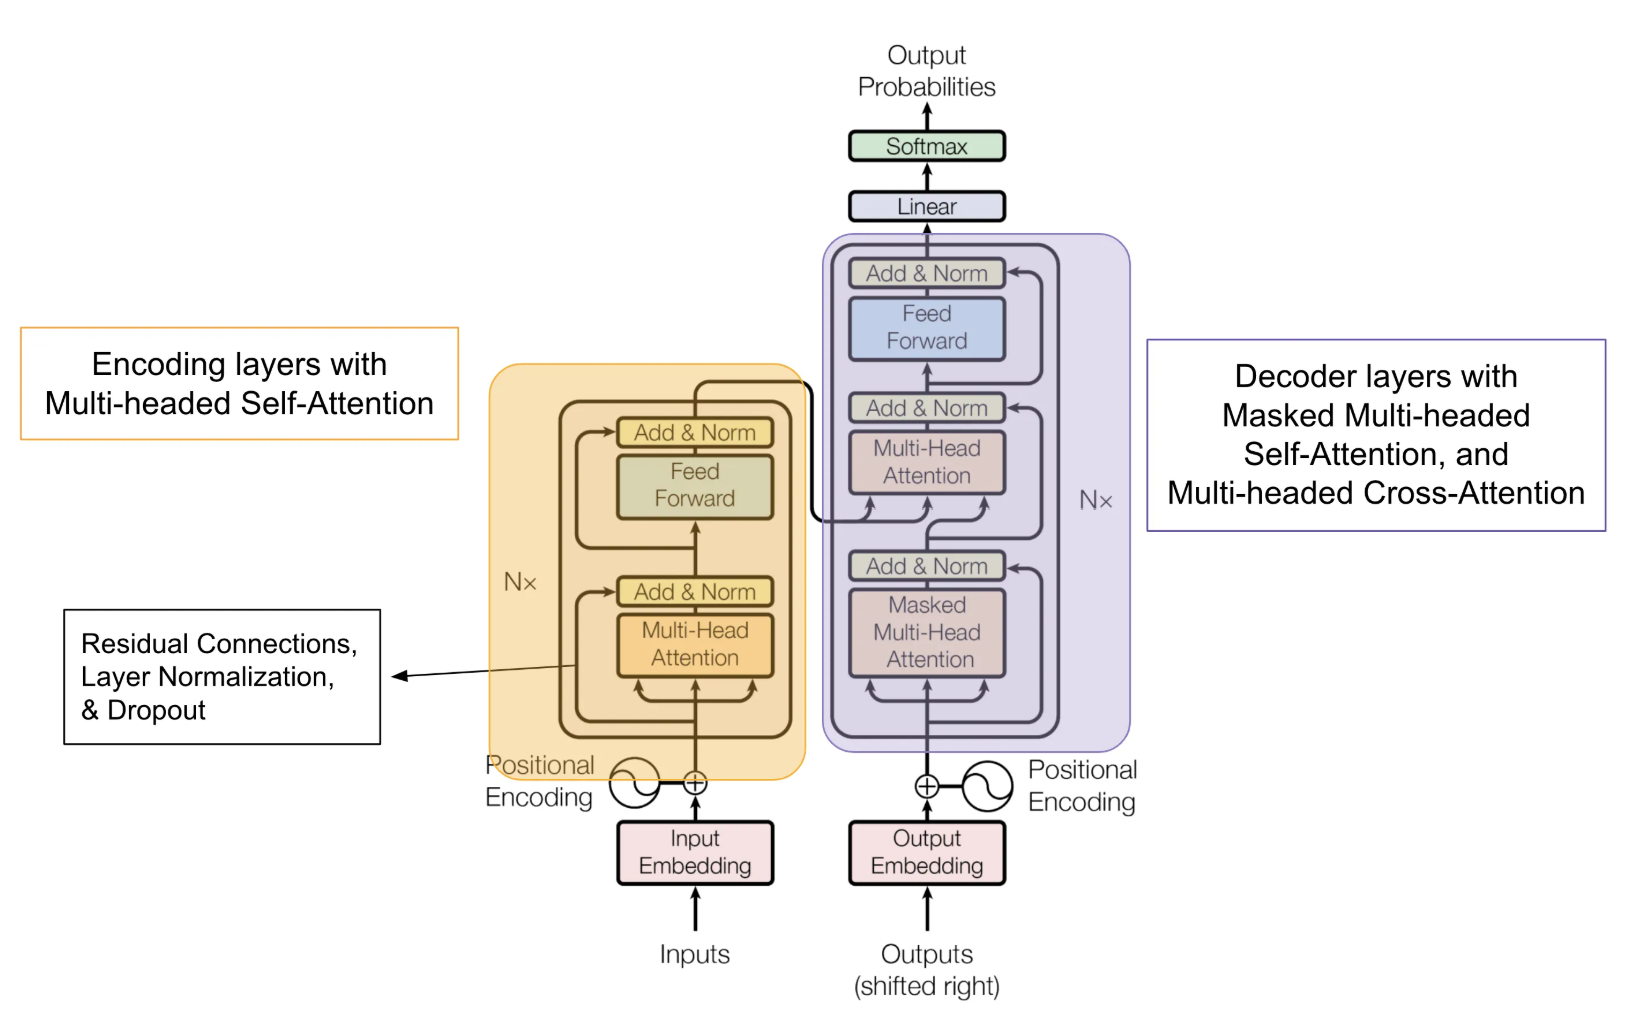 Output
Probabilities
Softmax
Linear
Add & Norm
Feed
Forward
Add & Norm
Multi-Head
Attention
Add & Norm
Masked
Multi-Head
Attention
N×
Decoder layers with
Masked Multi-headed
Self-Attention, and
Multi-headed Cross-Attention
Encoding layers with
Multi-headed Self-Attention
Add & Norm
Feed
Forward
N×
Add & Norm
Multi-Head
Attention
Residual Connections,
Layer Normalization,
& Dropout
Positional
Encoding
Positional
Encoding
Input
Embedding
Output
Embedding
Inputs
Outputs
(shifted right)